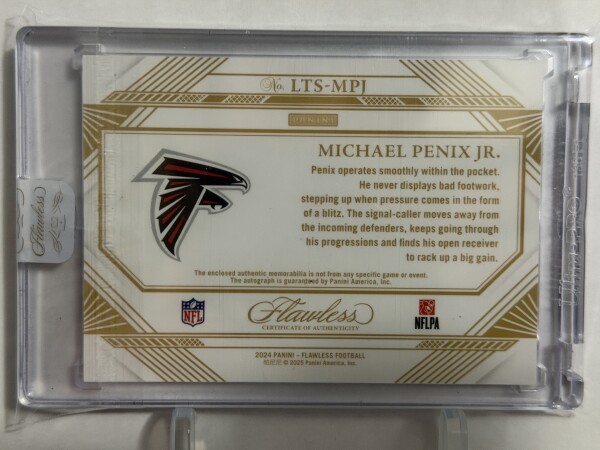 No. LTS-MPJ
MICHAEL PENIX JR.
Penix operates smoothly within the pocket.
He never displays bad footwork,
stepping up when pressure comes in the form
of a blitz. The signal-caller moves away from
the incoming defenders, keeps going through
his progressions and finds his open receiver
to rack up a big gain.
The enclosed authentic memorabilia is not from any specific game or event.
The autograph is guaranteed by Panini America, Inc.
NFL
Flawless
CERTIFICATE OF AUTHENTICITY
NFLPA
2024 PANINI – FLAWLESS FOOTBALL
© 2025 Panini America, Inc.
Flawless